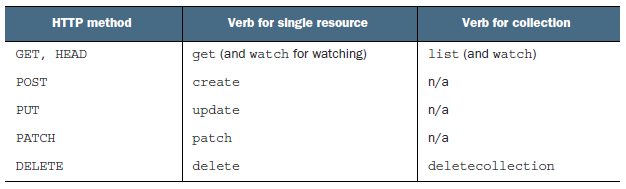 HTTP method Verb for single resource Verb for collection
GET, HEAD get (and watch for watching) list (and watch)
POST create n/a
PUT update n/a
PATCH patch n/a
DELETE delete deletecollection